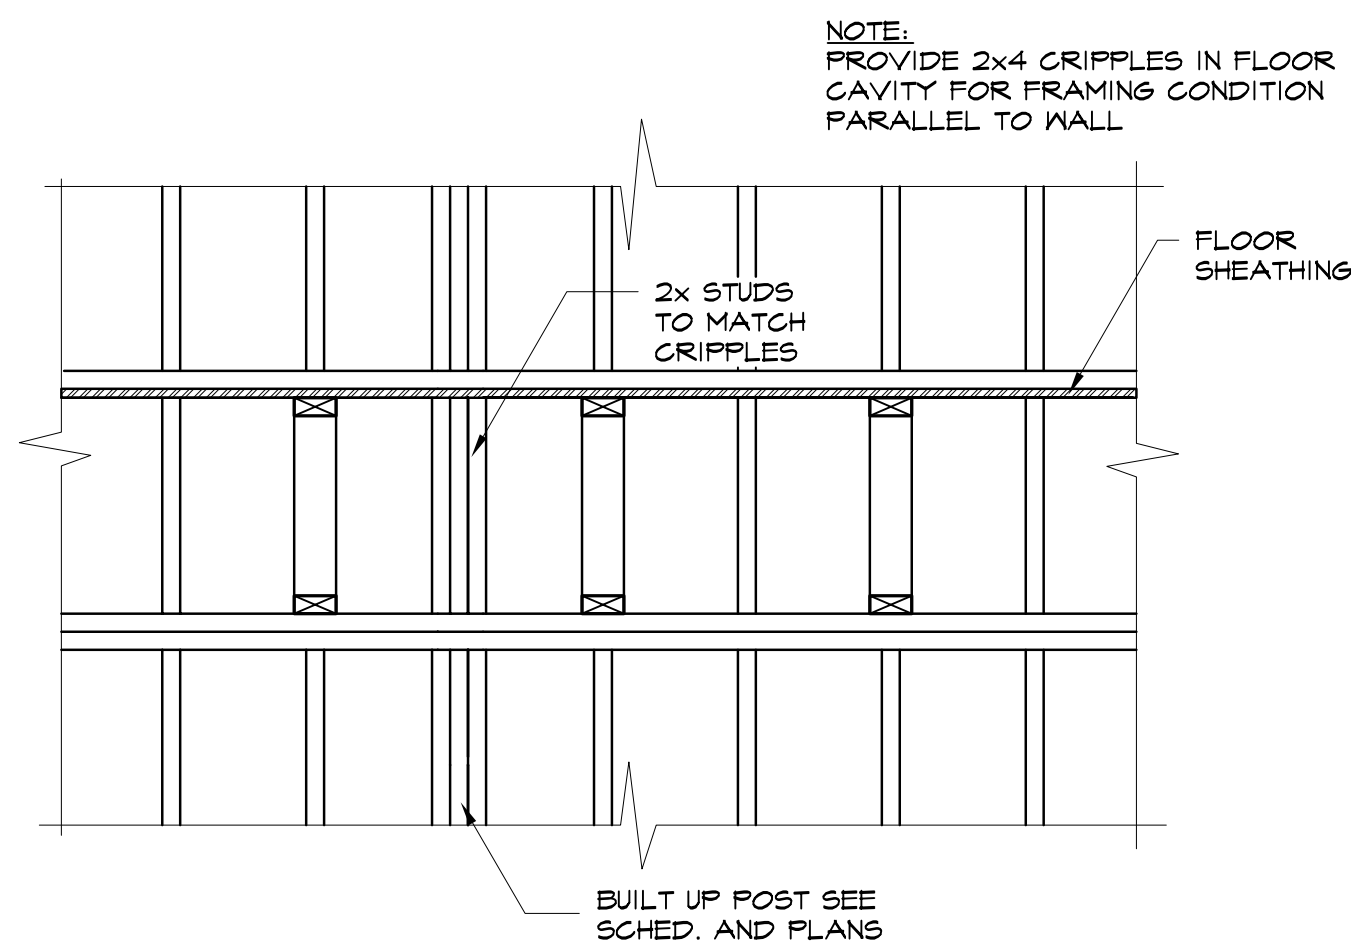 NOTE:
PROVIDE 2x4 CRIPPLES IN FLOOR
CAVITY FOR FRAMING CONDITION
PARALLEL TO WALL
FLOOR
SHEATHING
2x STUDS
TO MATCH
CRIPPLES
BUILT UP POST SEE
SCHED. AND PLANS